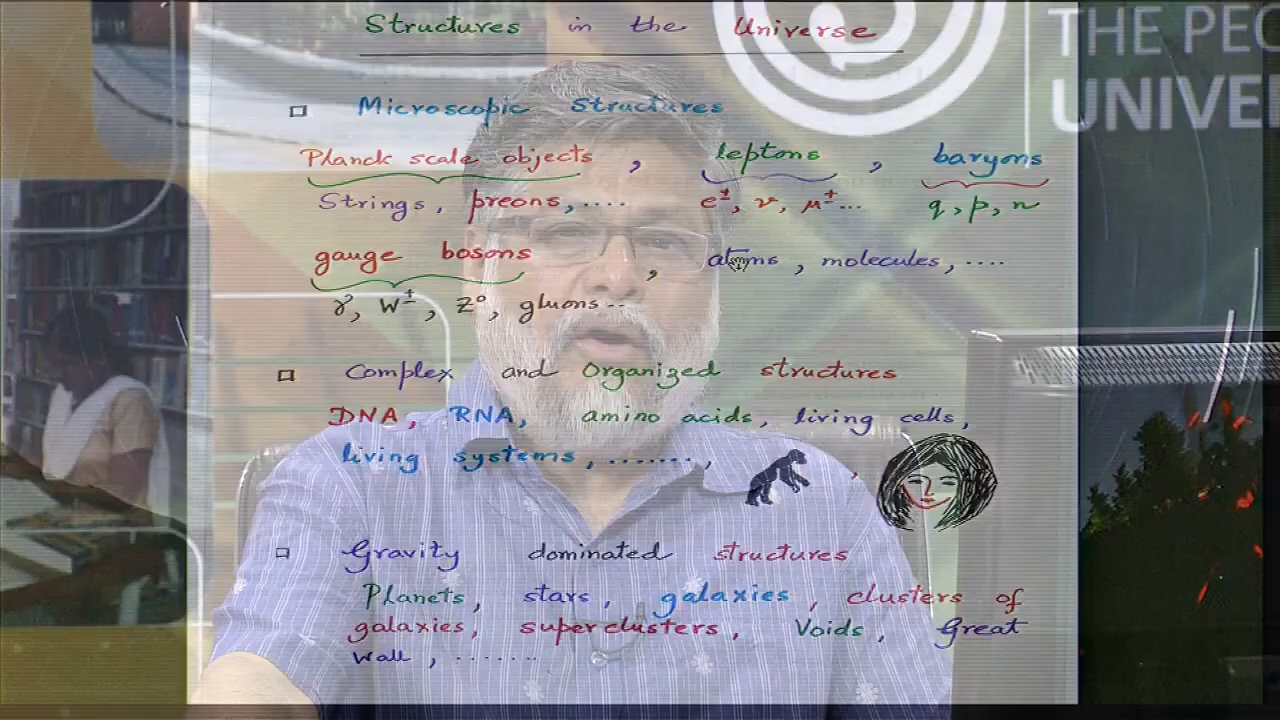 Structures in the Universe
THE PEO
UNIVER
Microscopic Structures
Planck scale objects , leptons , baryons
Strings, preons, .... e±, ν, μ± ... q, p, n
gauge bosons , atoms , molecules, ....
γ, W±, Z⁰, gluons ..
Complex and Organized structures
DNA, RNA, amino acids, living cells,
living systems, ......., ,
Gravity dominated structures
Planets, stars, galaxies, clusters of
galaxies, superclusters, Voids, Great
Wall, .......